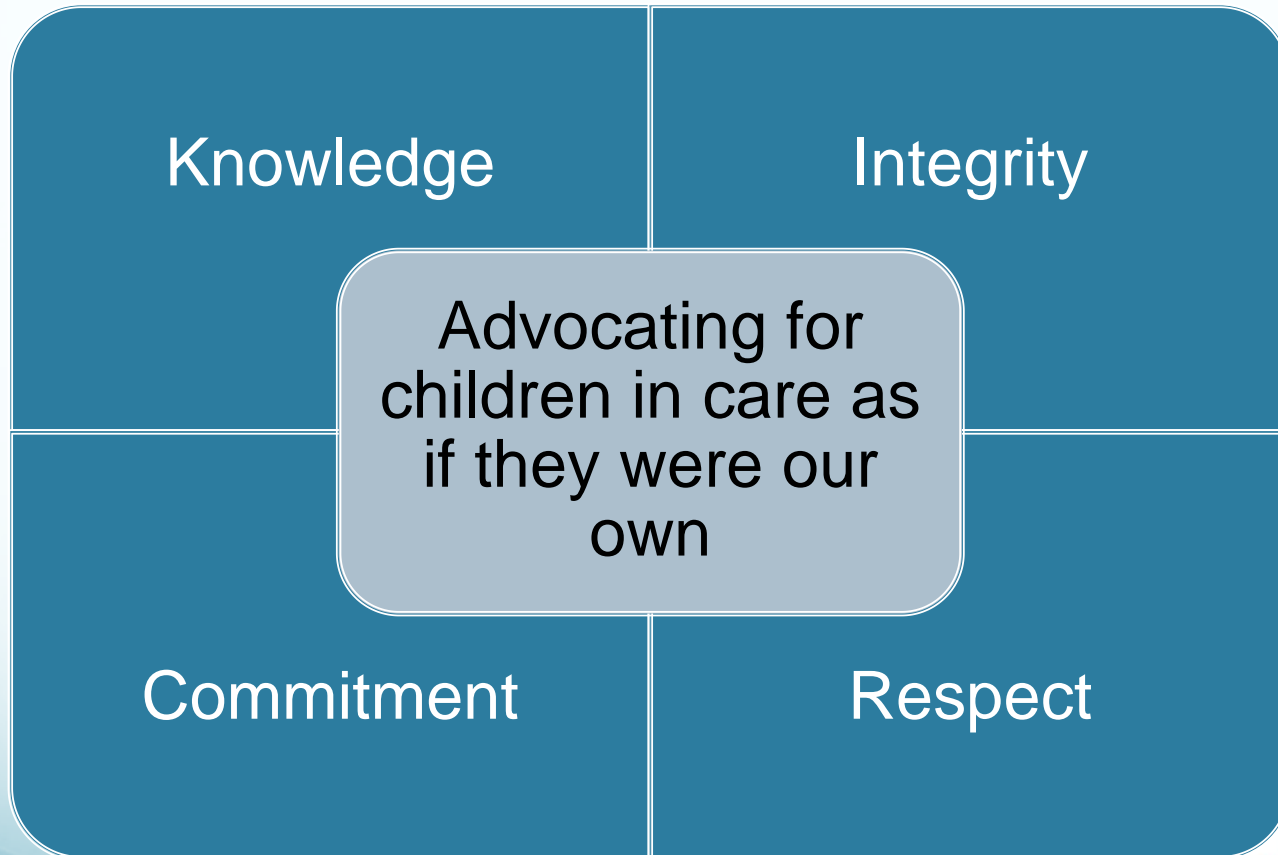 Knowledge
Integrity
Advocating for
children in care as
if they were our
own
Commitment
Respect